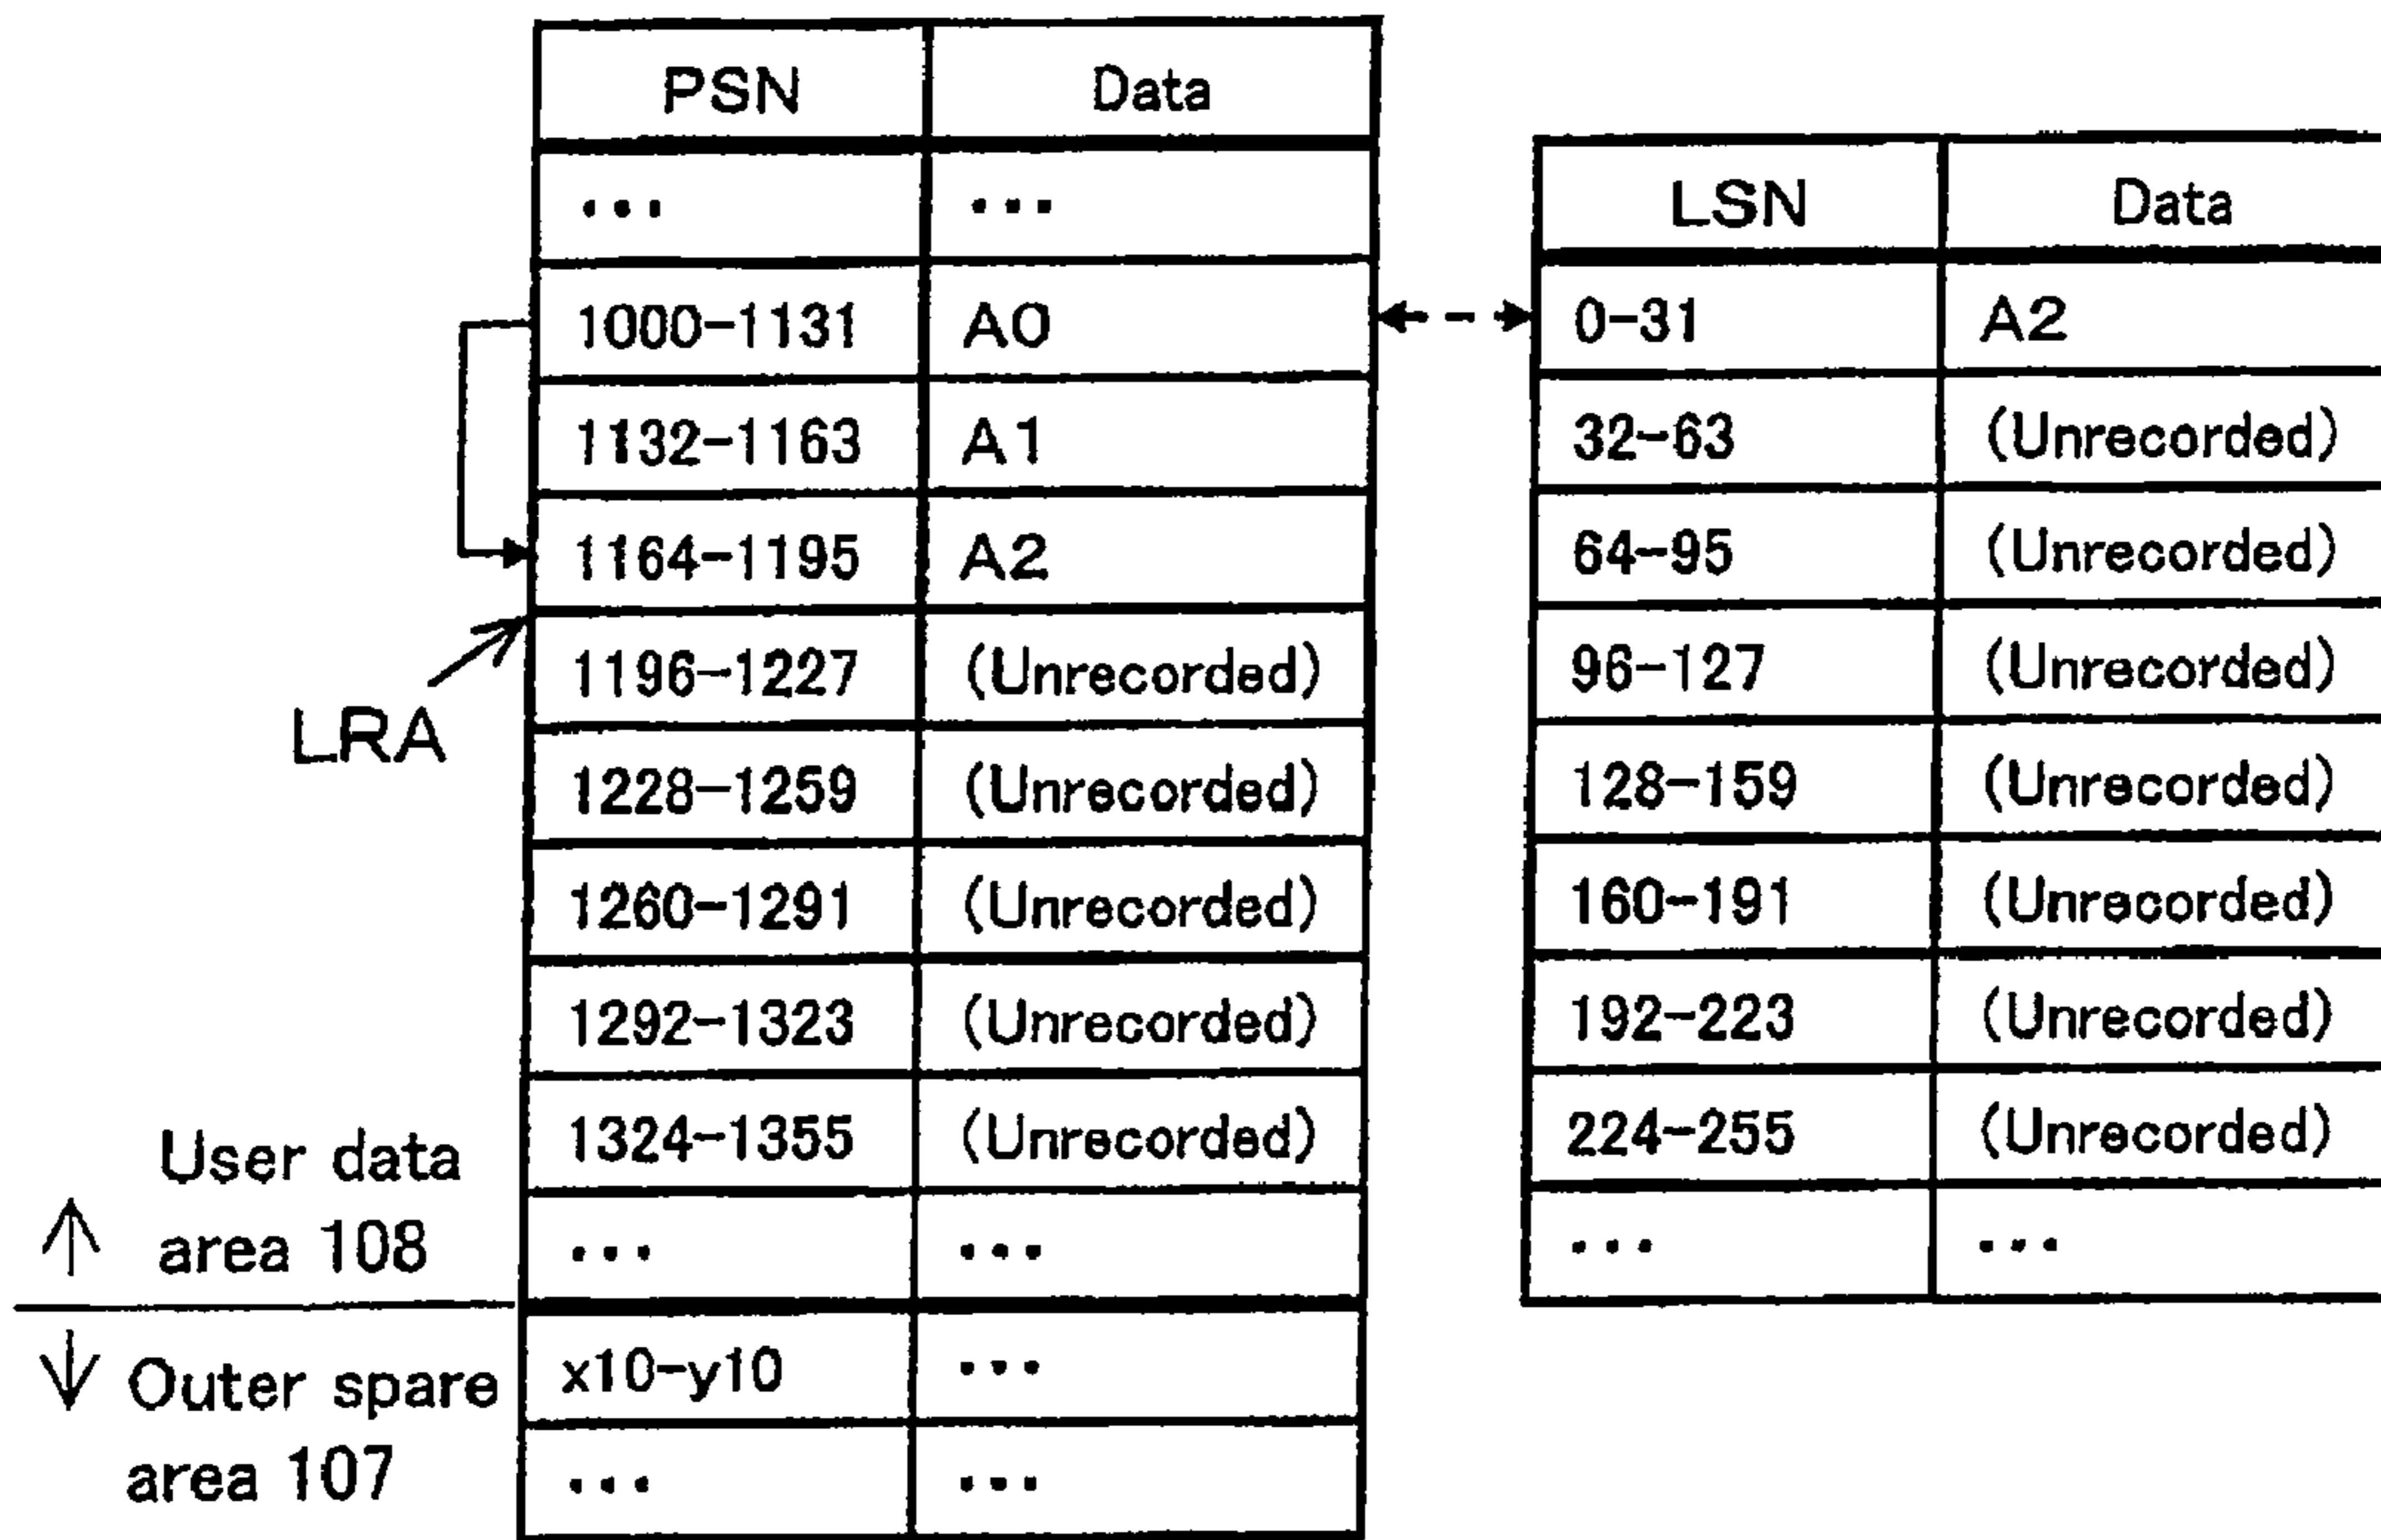 PSN Data
... ...
1000-1131 A0
1132-1163 A1
1164-1195 A2
1196-1227 (Unrecorded)
1228-1259 (Unrecorded)
1260-1291 (Unrecorded)
1292-1323 (Unrecorded)
1324-1355 (Unrecorded)
... ...
x10-y10 ...
... ...
LRA
User data
area 108
Outer spare
area 107
LSN Data
0-31 A2
32-63 (Unrecorded)
64-95 (Unrecorded)
96-127 (Unrecorded)
128-159 (Unrecorded)
160-191 (Unrecorded)
192-223 (Unrecorded)
224-255 (Unrecorded)
... ...